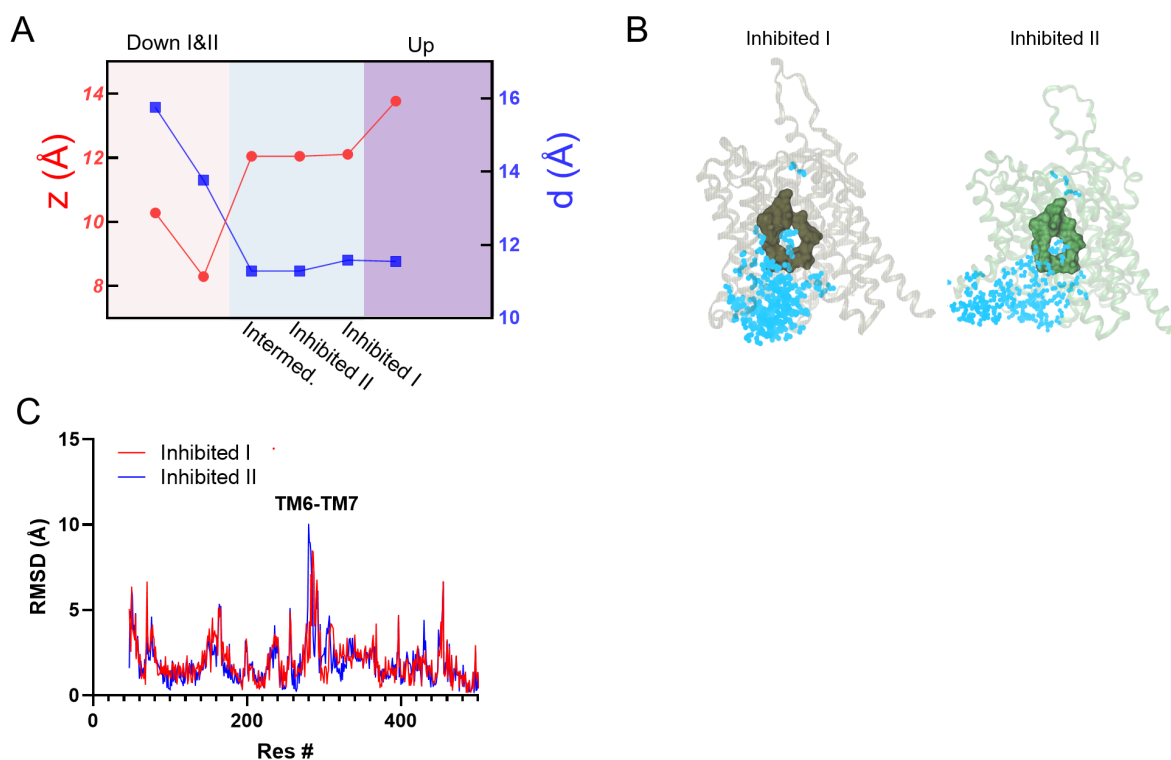 A
Down I&II
Up
14
12
10
8
z (Å)
16
14
12
10
d (Å)
Intermed.
Inhibited II
Inhibited I
B
Inhibited I
Inhibited II
C
15
10
5
0
RMSD (Å)
Inhibited I
Inhibited II
TM6-TM7
0
200
400
Res #